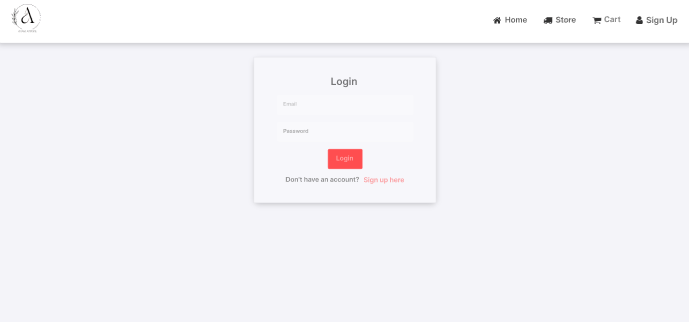 Home Store Cart Sign Up
Login
Email
Password
Login
Don't have an account? Sign up here